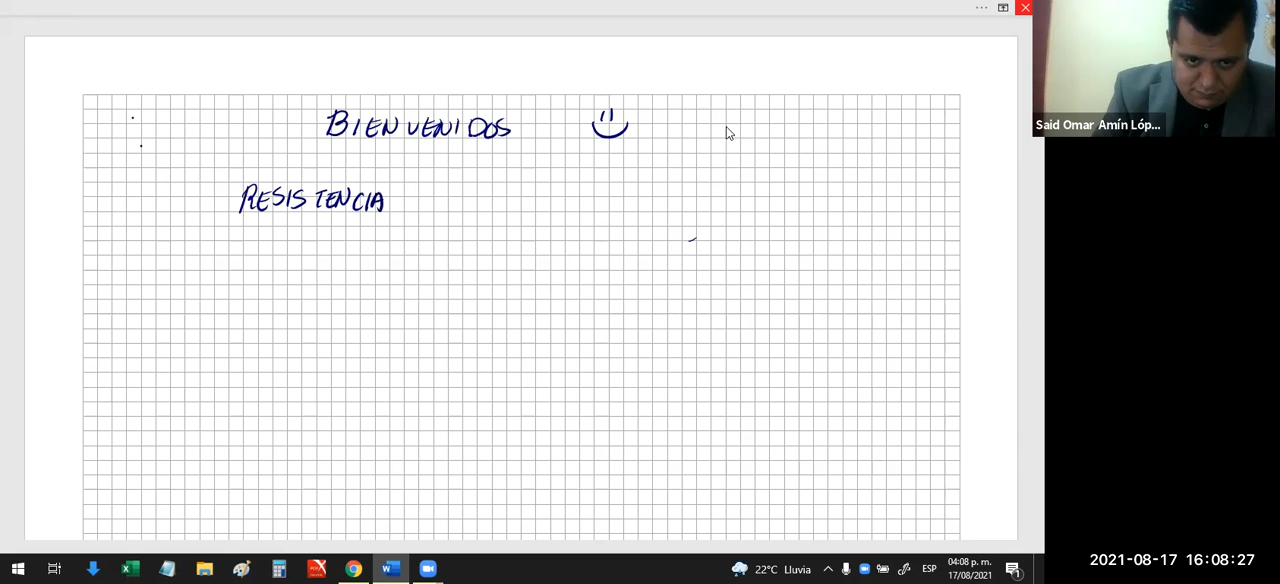 BIENVENIDOS
RESISTENCIA
Said Omar Amín Lóp...
22°C Lluvia
ESP
04:08 p. m.
17/08/2021
1
2021-08-17 16:08:27